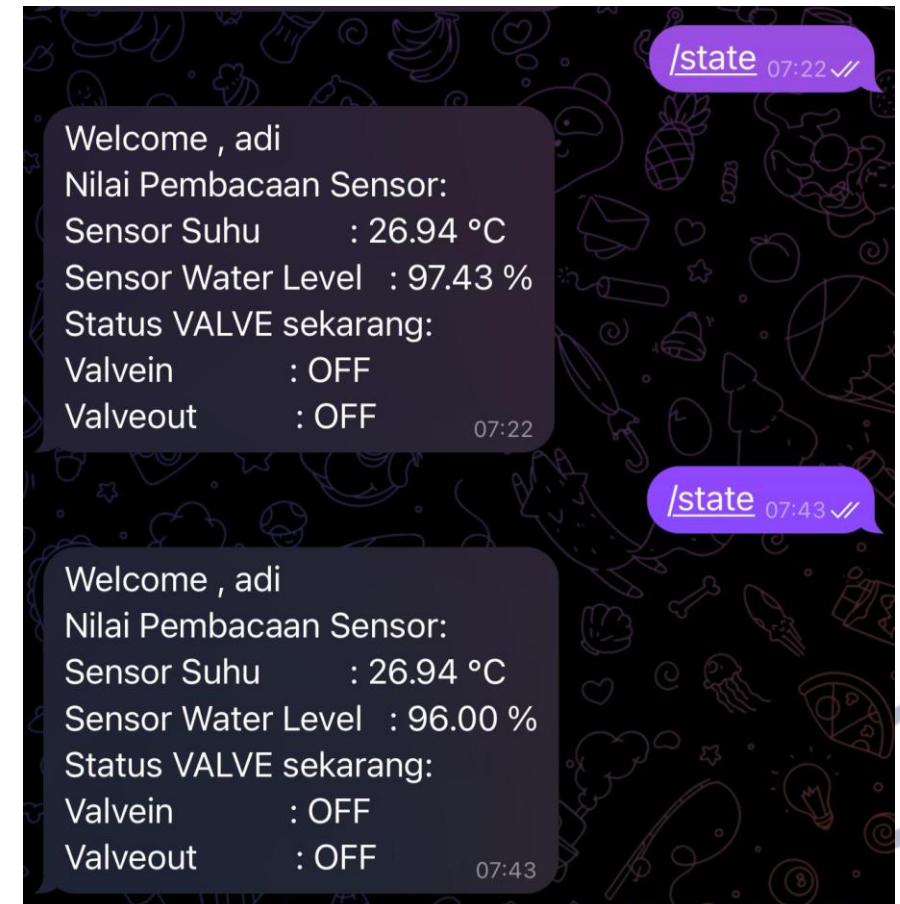 /state 07:22
Welcome , adi
Nilai Pembacaan Sensor:
Sensor Suhu : 26.94 °C
Sensor Water Level : 97.43 %
Status VALVE sekarang:
Valvein : OFF
Valveout : OFF
07:22
/state 07:43
Welcome , adi
Nilai Pembacaan Sensor:
Sensor Suhu : 26.94 °C
Sensor Water Level : 96.00 %
Status VALVE sekarang:
Valvein : OFF
Valveout : OFF
07:43